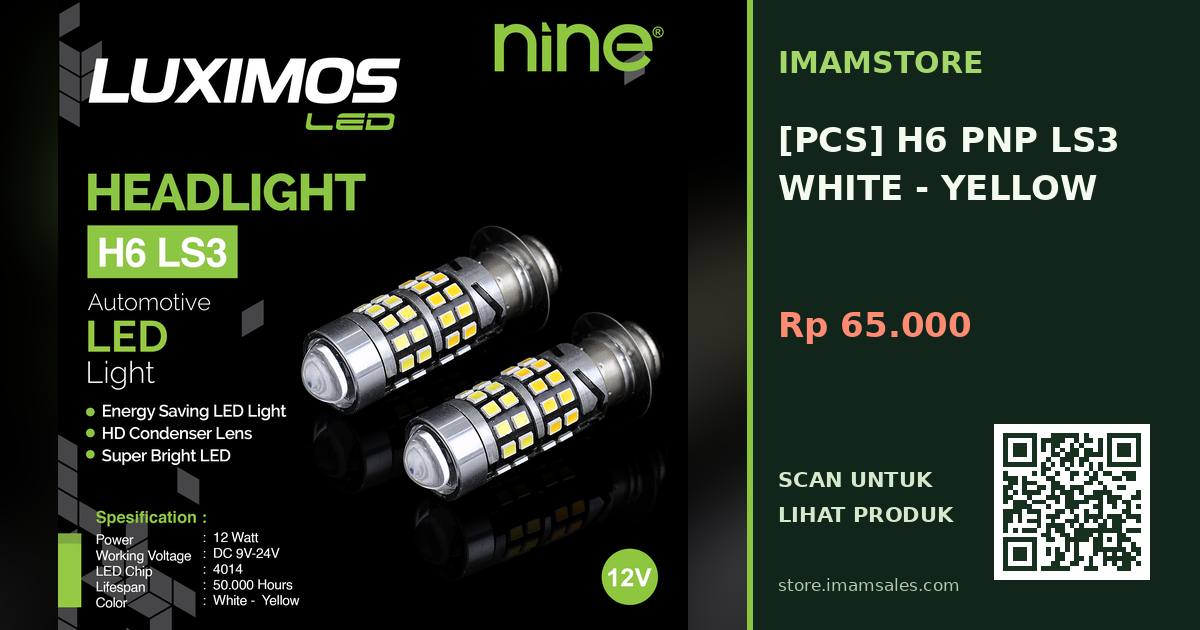 LUXIMOS
LED
nine®
HEADLIGHT
H6 LS3
Automotive
LED
Light
Energy Saving LED Light
HD Condenser Lens
Super Bright LED
Spesification :
Power : 12 Watt
Working Voltage : DC 9V-24V
LED Chip : 4014
Lifespan : 50.000 Hours
Color : White - Yellow
12V
IMAMSTORE
[PCS] H6 PNP LS3
WHITE - YELLOW
Rp 65.000
SCAN UNTUK
LIHAT PRODUK
store.imamsales.com